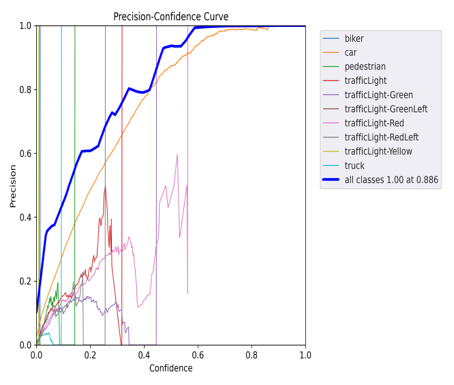 Precision-Confidence Curve
1.0
0.8
0.6
0.4
0.2
0.0
Precision
0.0 0.2 0.4 0.6 0.8 1.0
Confidence
biker
car
pedestrian
trafficLight
trafficLight-Green
trafficLight-GreenLeft
trafficLight-Red
trafficLight-RedLeft
trafficLight-Yellow
truck
all classes 1.00 at 0.886